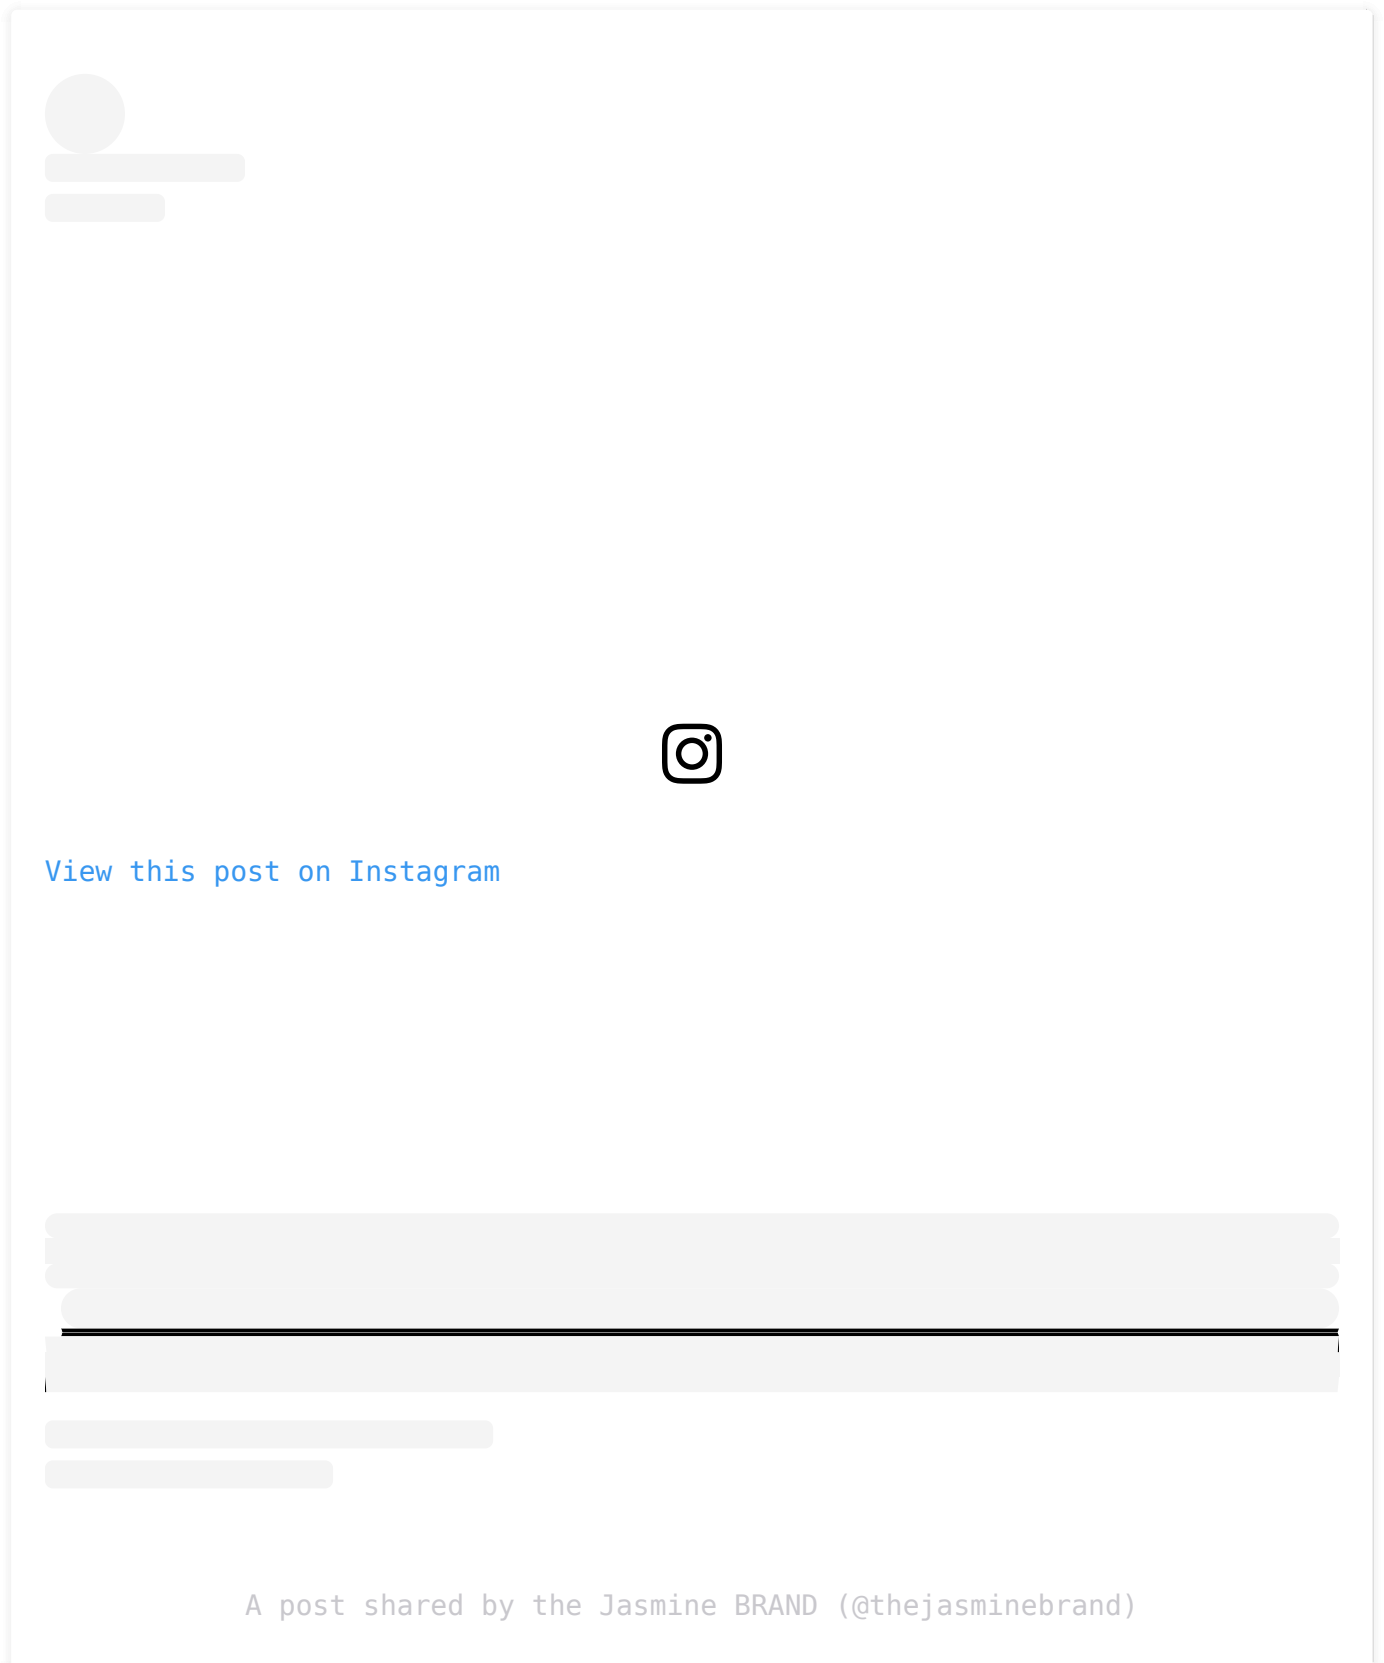 View this post on Instagram
A post shared by the Jasmine BRAND (@thejasminebrand)